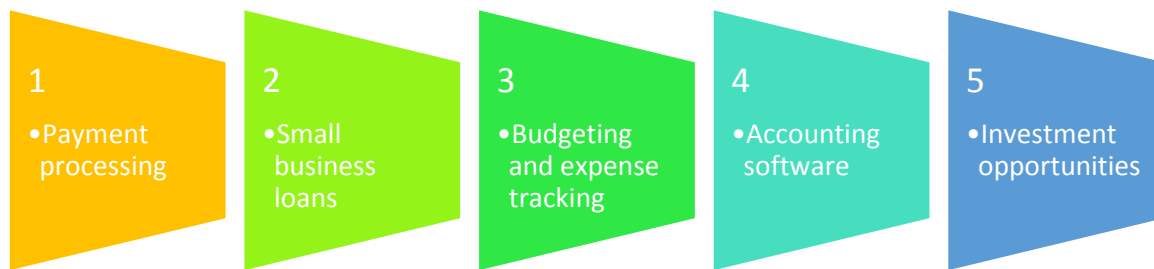 1
•Payment
processing
2
•Small
business
loans
3
•Budgeting
and expense
tracking
4
•Accounting
software
5
•Investment
opportunities